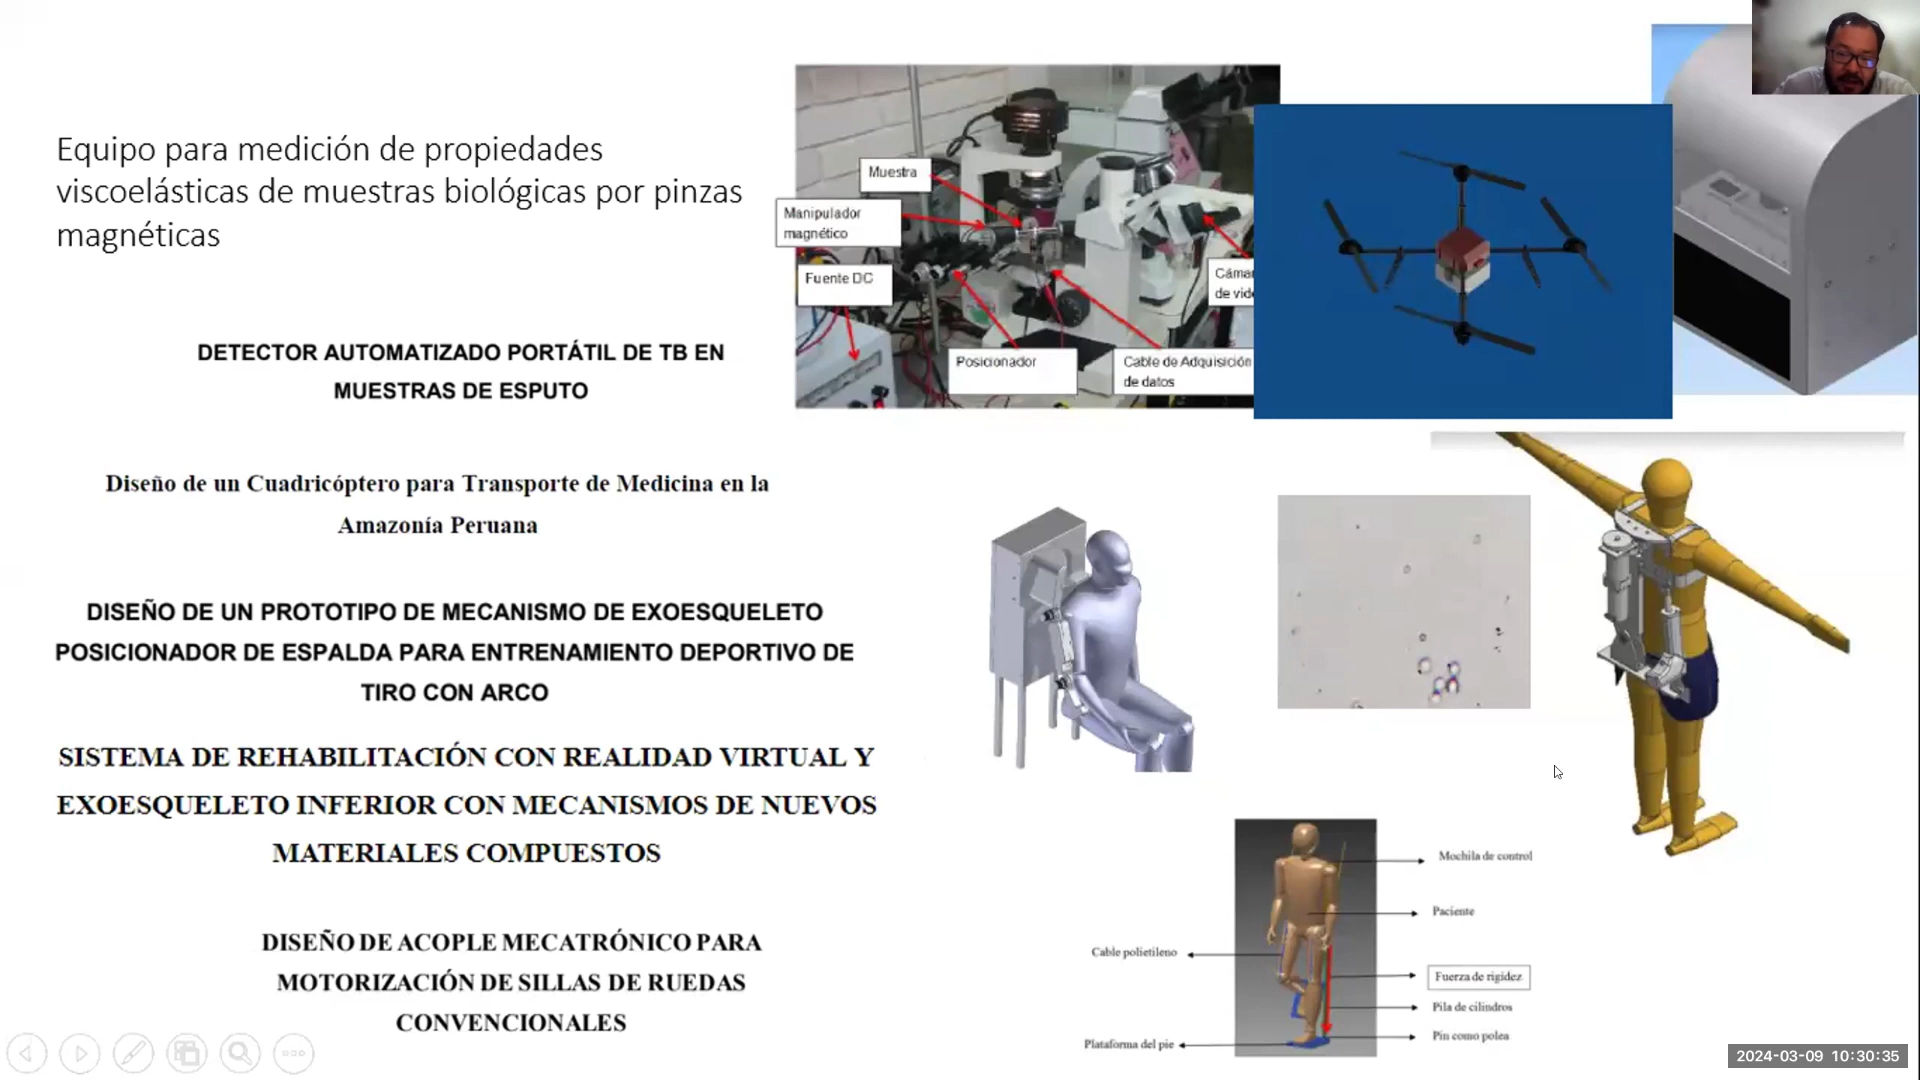 Equipo para medición de propiedades
viscoelásticas de muestras biológicas por pinzas
magnéticas
DETECTOR AUTOMATIZADO PORTÁTIL DE TB EN
MUESTRAS DE ESPUTO
Diseño de un Cuadricóptero para Transporte de Medicina en la
Amazonía Peruana
DISEÑO DE UN PROTOTIPO DE MECANISMO DE EXOESQUELETO
POSICIONADOR DE ESPALDA PARA ENTRENAMIENTO DEPORTIVO DE
TIRO CON ARCO
SISTEMA DE REHABILITACIÓN CON REALIDAD VIRTUAL Y
EXOESQUELETO INFERIOR CON MECANISMOS DE NUEVOS
MATERIALES COMPUESTOS
DISEÑO DE ACOPLE MECATRÓNICO PARA
MOTORIZACIÓN DE SILLAS DE RUEDAS
CONVENCIONALES
Muestra
Manipulador
magnético
Fuente DC
Posicionador
Cable de Adquisición
de datos
Cáma
de vid
Mochila de control
Paciente
Cable polietileno
Fuerza de rigidez
Pila de cilindros
Pin como polea
Plataforma del pie
2024-03-09 10:30:35